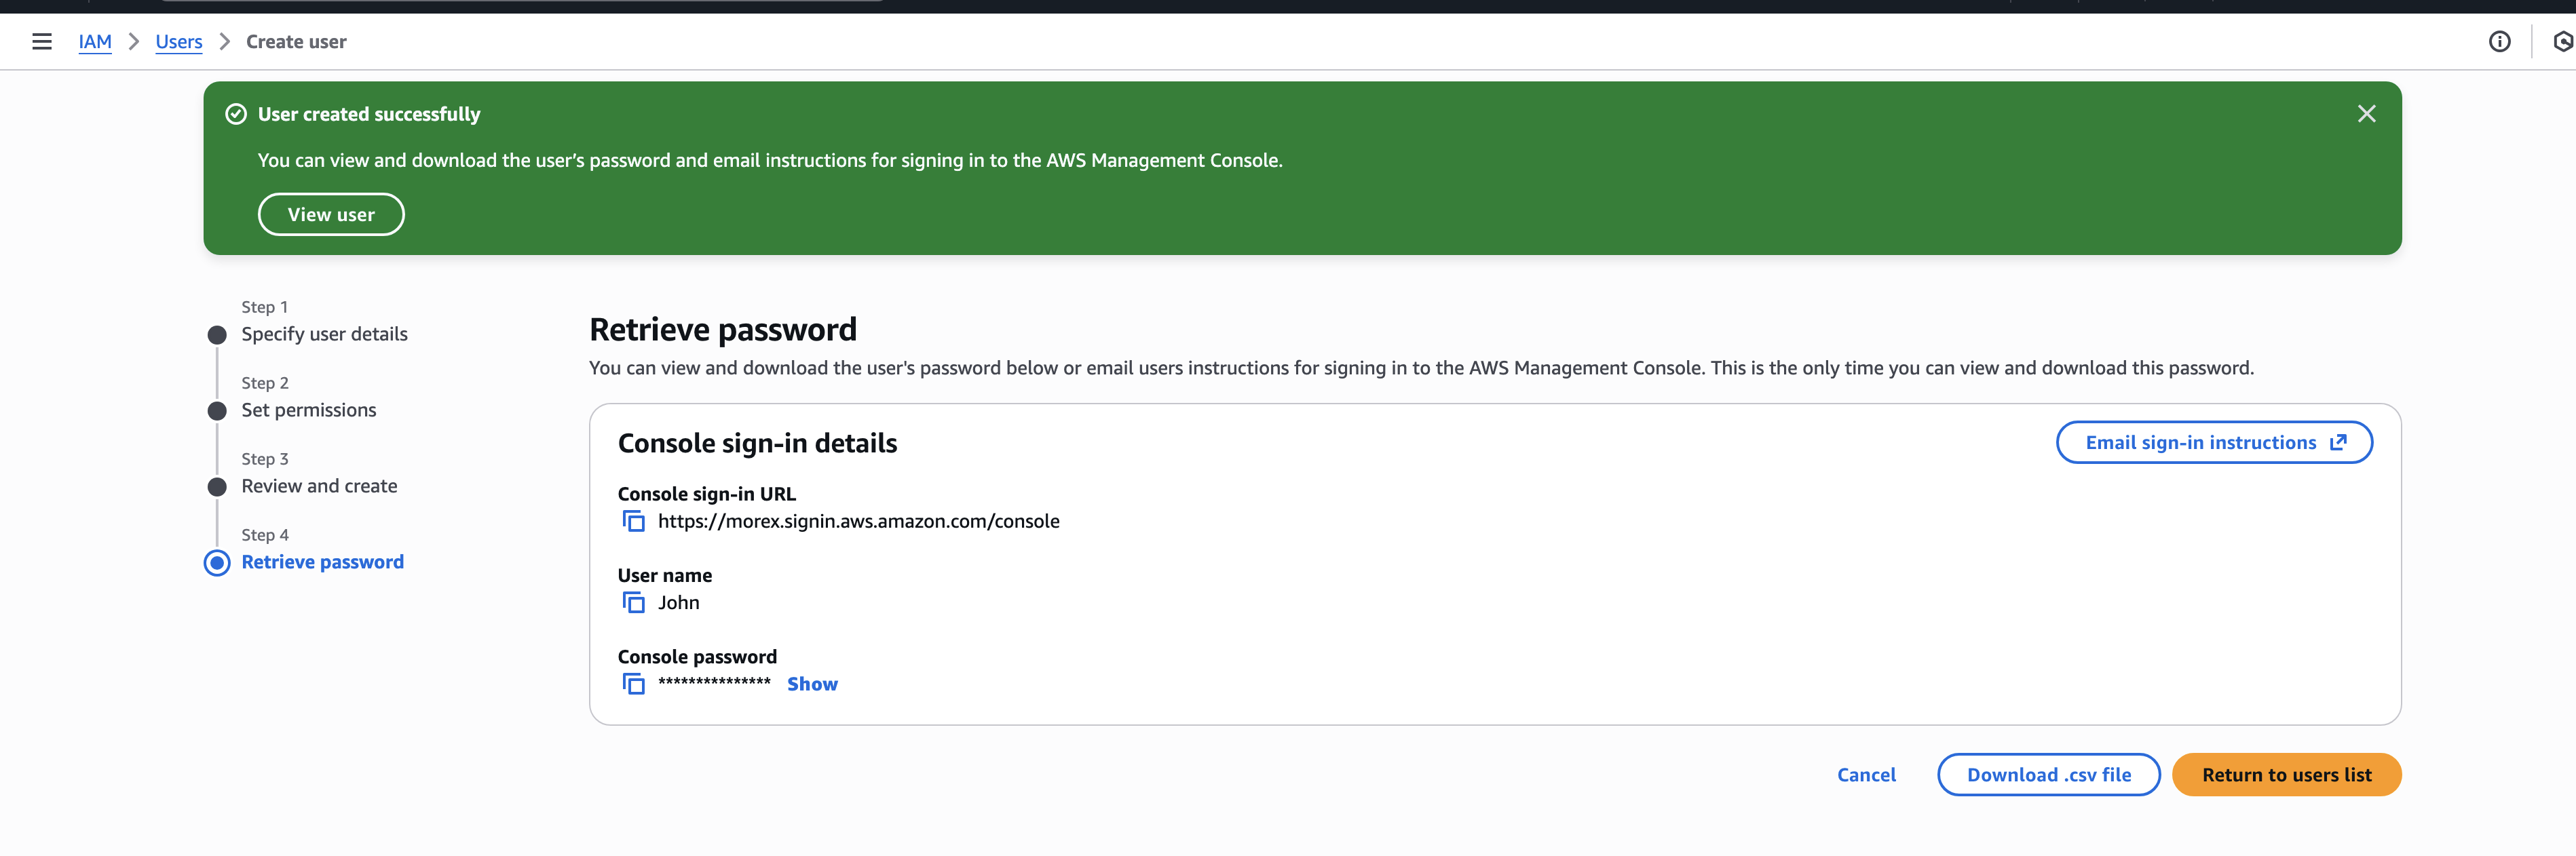 IAM > Users > Create user
User created successfully
You can view and download the user's password and email instructions for signing in to the AWS Management Console.
View user
Step 1
Specify user details
Step 2
Set permissions
Step 3
Review and create
Step 4
Retrieve password
Retrieve password
You can view and download the user's password below or email users instructions for signing in to the AWS Management Console. This is the only time you can view and download this password.
Console sign-in details
Email sign-in instructions
Console sign-in URL
https://morex.signin.aws.amazon.com/console
User name
John
Console password
*************** Show
Cancel
Download .csv file
Return to users list